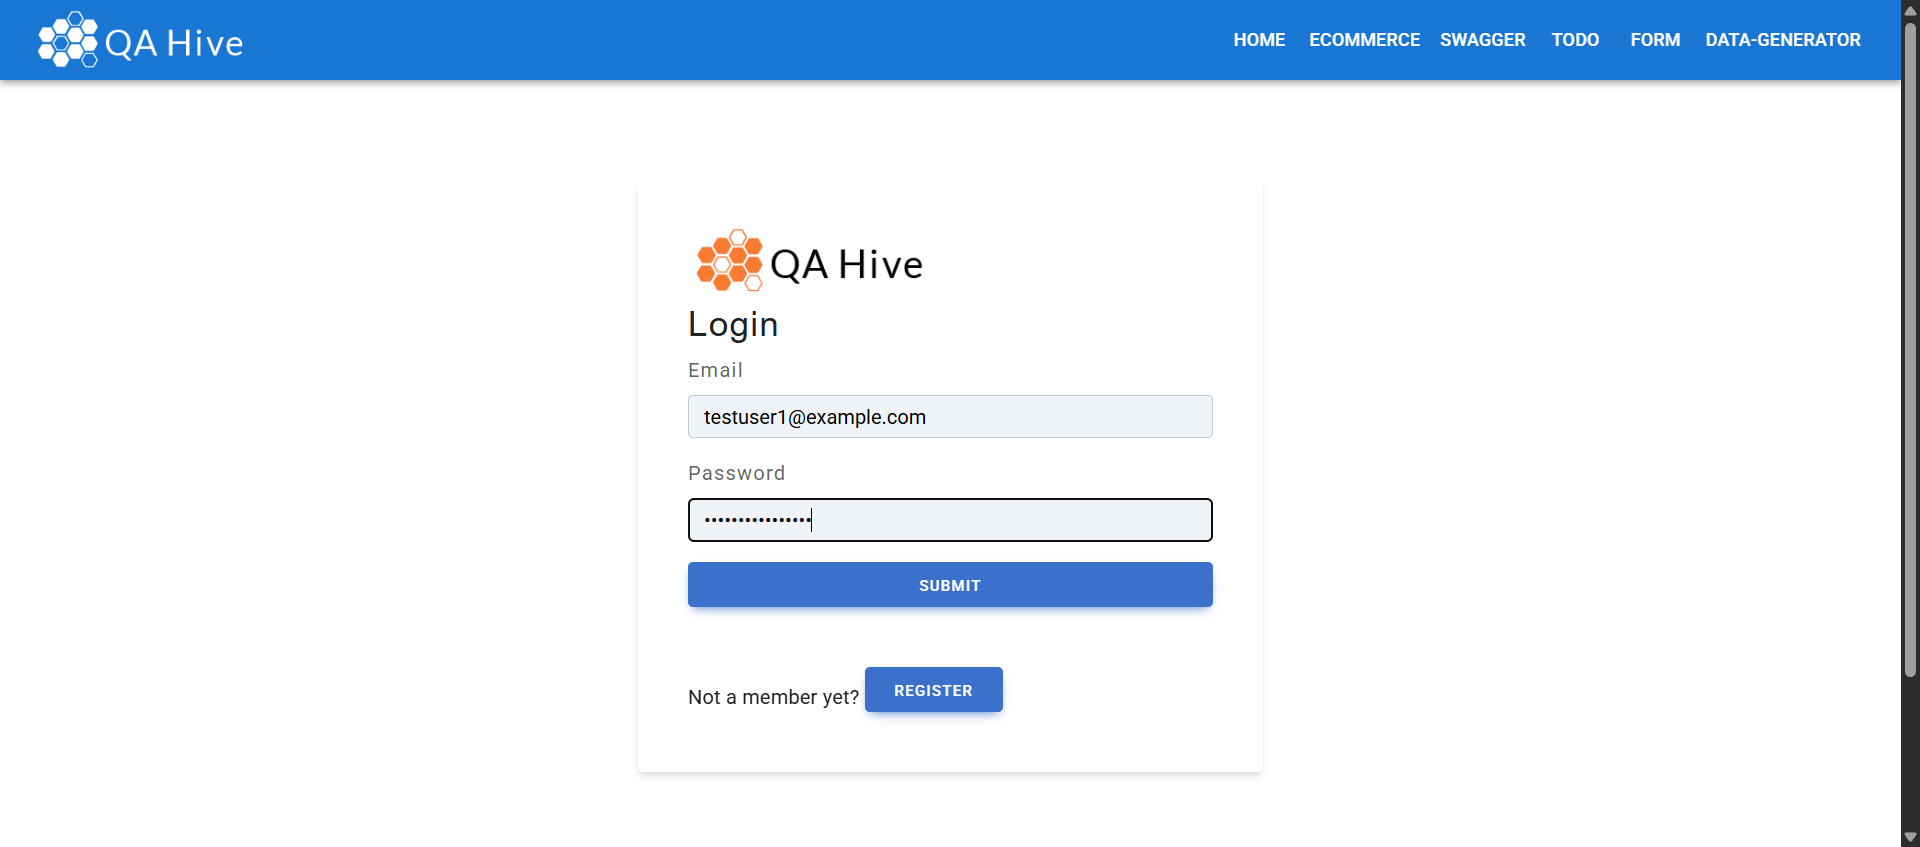 QA Hive
HOME ECOMMERCE SWAGGER TODO FORM DATA-GENERATOR
QA Hive
Login
Email
testuser1@example.com
Password
••••••••••••••••
SUBMIT
Not a member yet? REGISTER